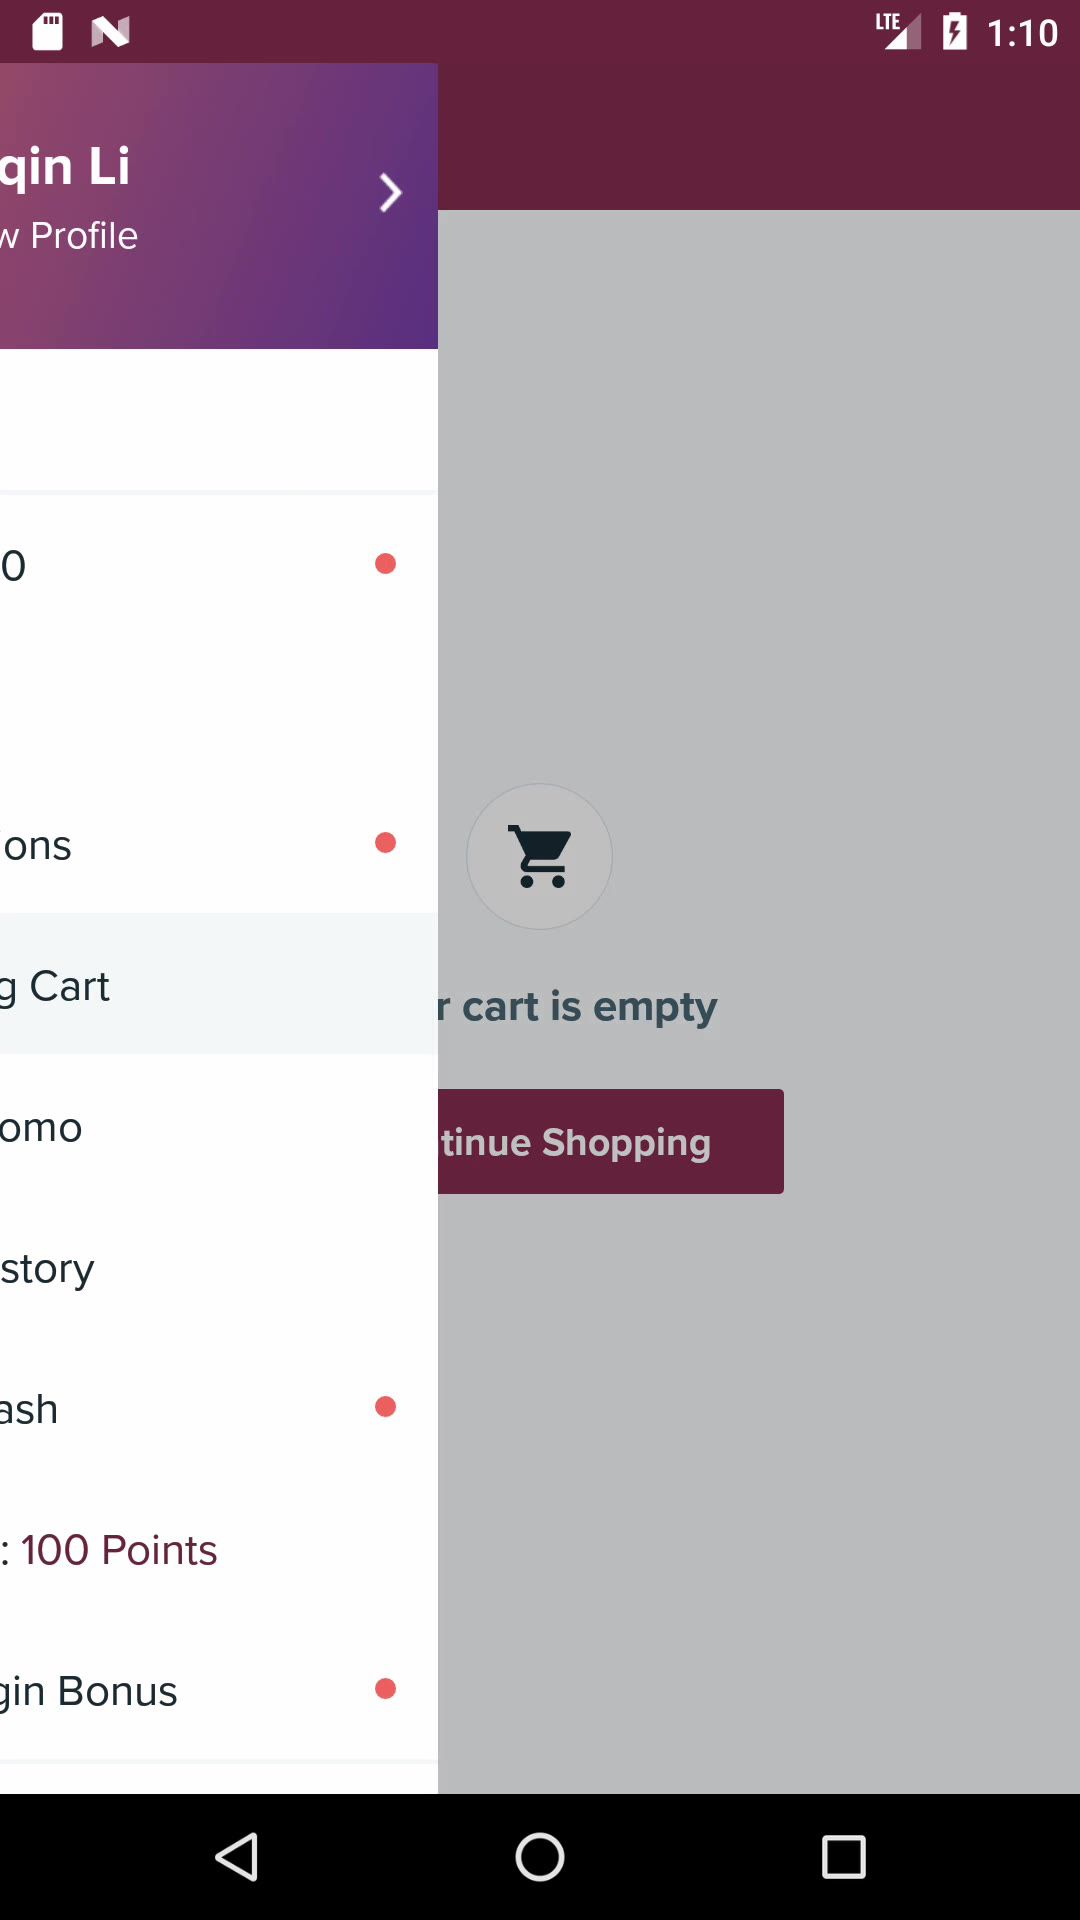 LTE 1:10
qin Li
w Profile
0
ions
g Cart
r cart is empty
omo
tinue Shopping
story
ash
: 100 Points
gin Bonus